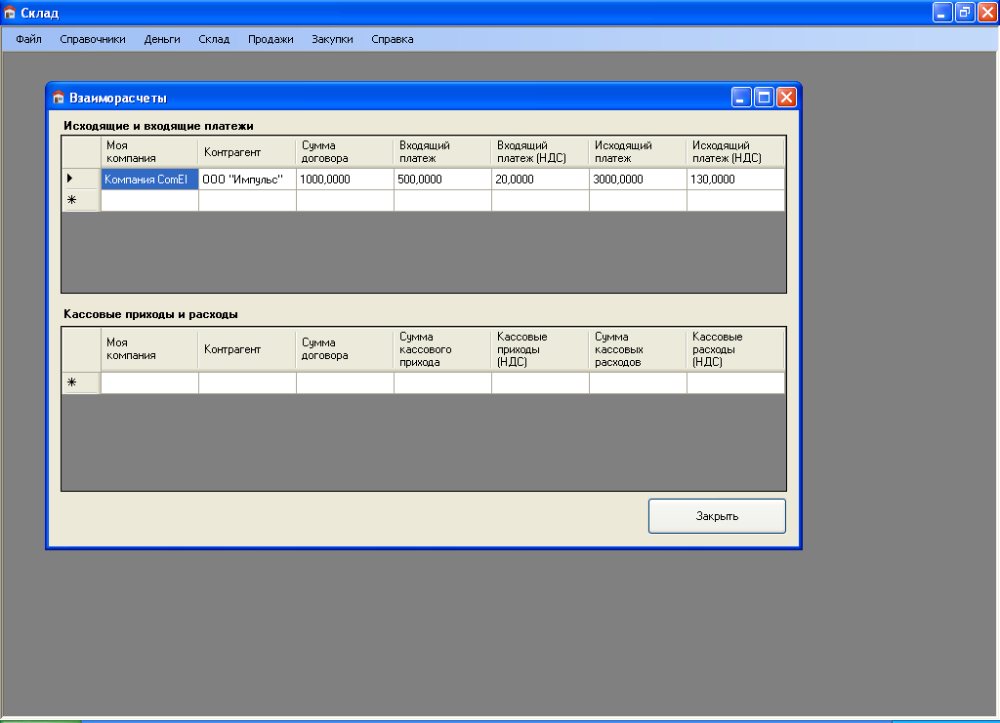 Склад
Файл Справочники Деньги Склад Продажи Закупки Справка
Взаиморасчеты
Исходящие и входящие платежи
Моя компания Контрагент Сумма договора Входящий платеж Входящий платеж (НДС) Исходящий платеж Исходящий платеж (НДС)
Компания ComEl ООО "Импульс" 1000,0000 500,0000 20,0000 3000,0000 130,0000
Кассовые приходы и расходы
Моя компания Контрагент Сумма договора Сумма кассового прихода Кассовые приходы (НДС) Сумма кассовых расходов Кассовые расходы (НДС)
Закрыть